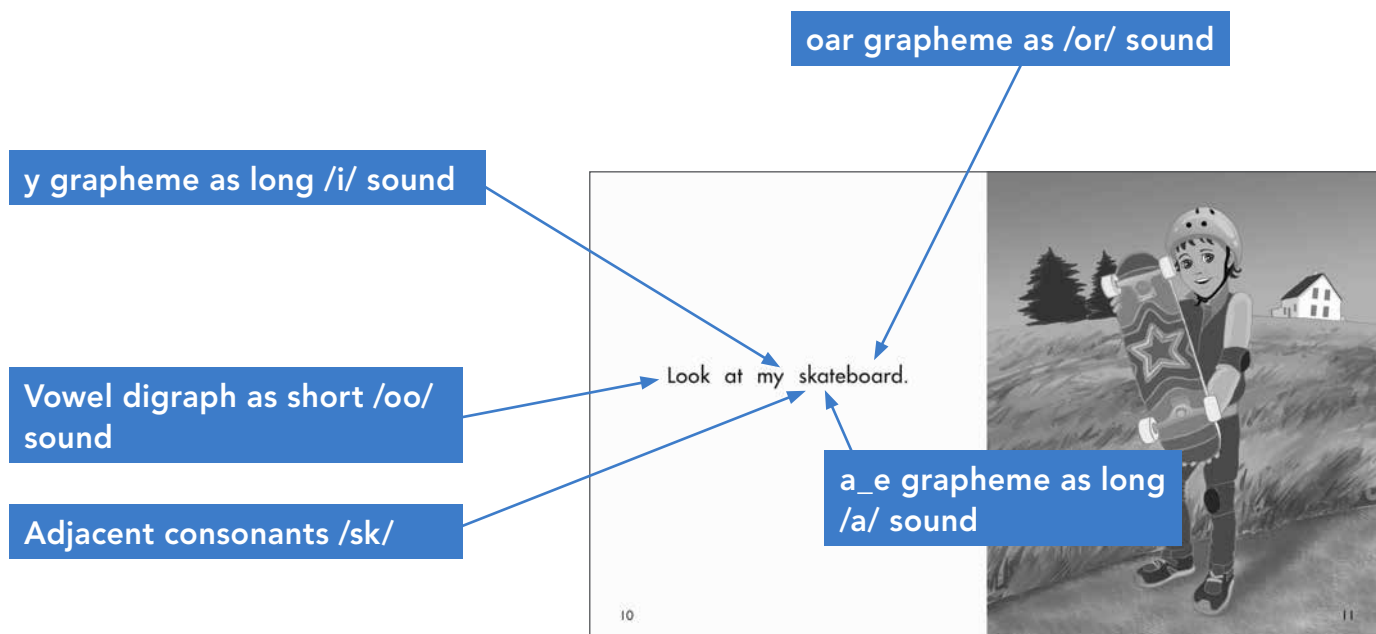 oar grapheme as /or/ sound
y grapheme as long /i/ sound
Look at my skateboard.
Vowel digraph as short /oo/
sound
a_e grapheme as long
/a/ sound
Adjacent consonants /sk/
10
11